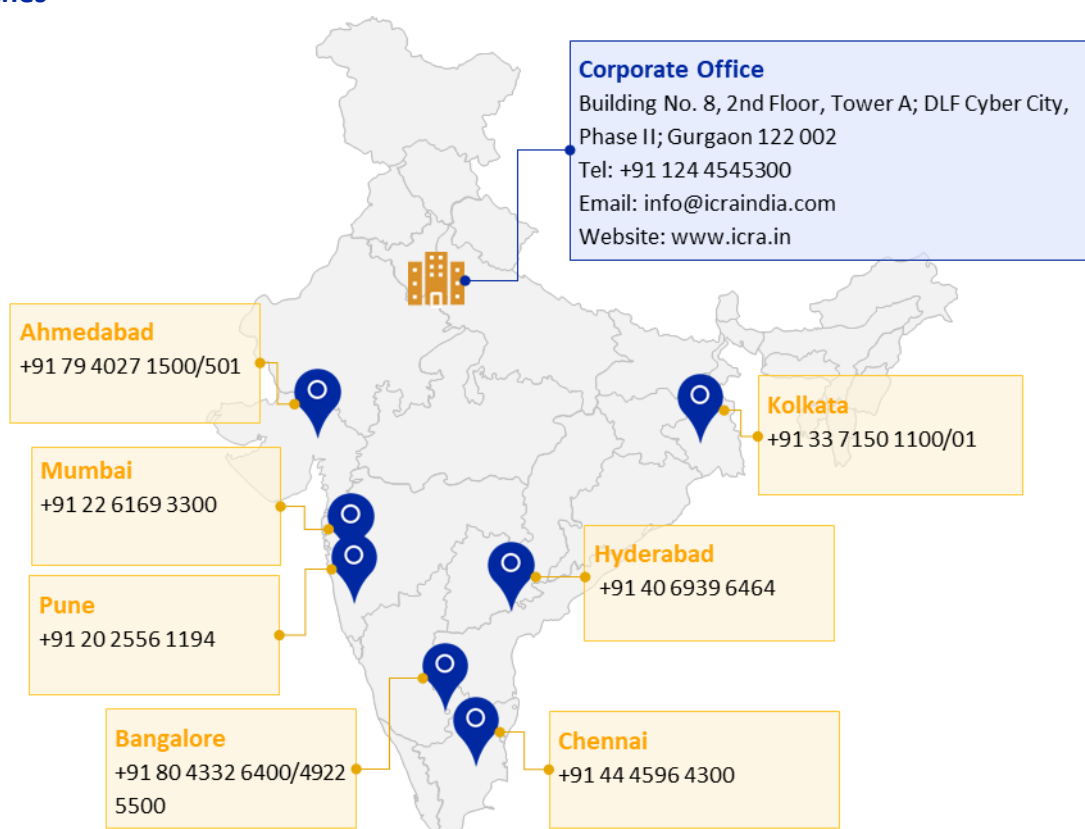 Corporate Office
Building No. 8, 2nd Floor, Tower A; DLF Cyber City,
Phase II; Gurgaon 122 002
Tel: +91 124 4545300
Email: info@icraindia.com
Website: www.icra.in
Ahmedabad
+91 79 4027 1500/501
Kolkata
+91 33 7150 1100/01
Mumbai
+91 22 6169 3300
Hyderabad
+91 40 6939 6464
Pune
+91 20 2556 1194
Bangalore
+91 80 4332 6400/4922
5500
Chennai
+91 44 4596 4300